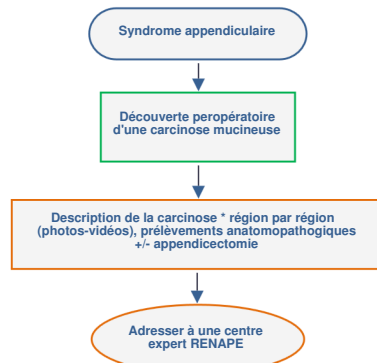 Syndrome appendiculaire
Découverte peropératoire
d'une carcinose mucineuse
Description de la carcinose * région par région
(photos-vidéos), prélèvements anatomopathogiques
+/- appendicectomie
Adresser à une centre
expert RENAPE